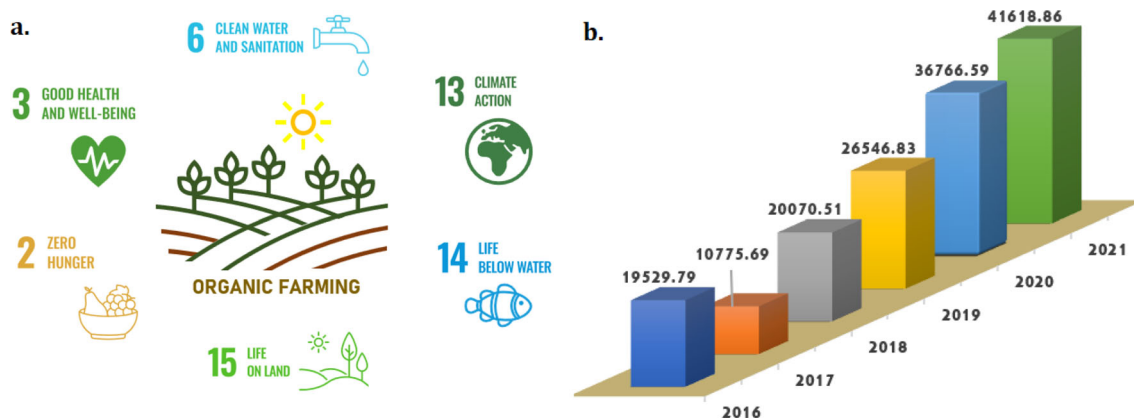 a.
6 CLEAN WATER
AND SANITATION
3 GOOD HEALTH
AND WELL-BEING
13 CLIMATE
ACTION
2 ZERO
HUNGER
14 LIFE
BELOW WATER
ORGANIC FARMING
15 LIFE
ON LAND
b.
41618.86
36766.59
26546.83
20070.51
10775.69
19529.79
2021
2020
2019
2018
2017
2016